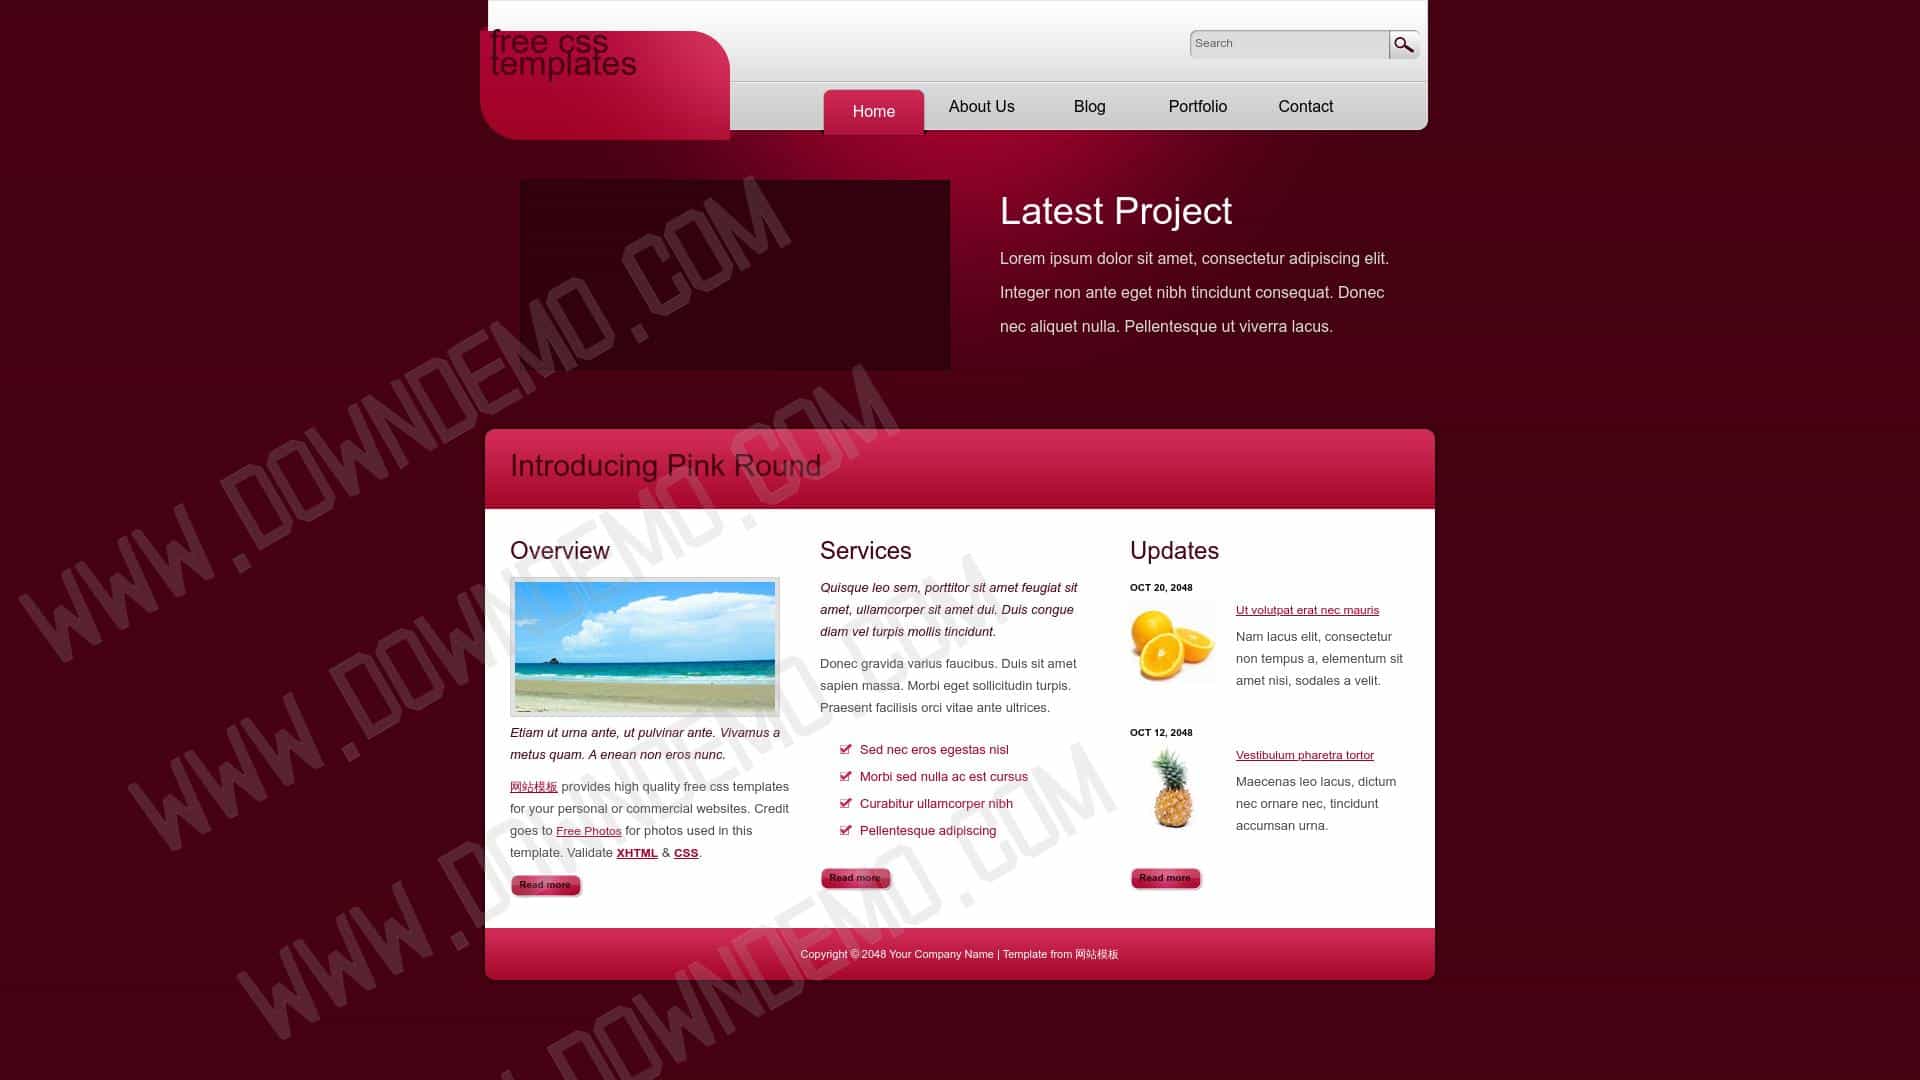 free css
templates
Search
Home
About Us
Blog
Portfolio
Contact
Latest Project
Lorem ipsum dolor sit amet, consectetur adipiscing elit.
Integer non ante eget nibh tincidunt consequat. Donec
nec aliquet nulla. Pellentesque ut viverra lacus.
Introducing Pink Round
Overview
Etiam ut urna ante, ut pulvinar ante. Vivamus a
metus quam. A enean non eros nunc.
网站模板 provides high quality free css templates
for your personal or commercial websites. Credit
goes to Free Photos for photos used in this
template. Validate XHTML & CSS.
Read more
Services
Quisque leo sem, porttitor sit amet feugiat sit
amet, ullamcorper sit amet dui. Duis congue
diam vel turpis mollis tincidunt.
Donec gravida varius faucibus. Duis sit amet
sapien massa. Morbi eget sollicitudin turpis.
Praesent facilisis orci vitae ante ultrices.
Sed nec eros egestas nisl
Morbi sed nulla ac est cursus
Curabitur ullamcorper nibh
Pellentesque adipiscing
Read more
Updates
OCT 20, 2048
Ut volutpat erat nec mauris
Nam lacus elit, consectetur
non tempus a, elementum sit
amet nisi, sodales a velit.
OCT 12, 2048
Vestibulum pharetra tortor
Maecenas leo lacus, dictum
nec ornare nec, tincidunt
accumsan urna.
Read more
Copyright © 2048 Your Company Name | Template from 网站模板
WWW.DOWNDEMO.COM
WWW.DOWNDEMO.COM
WWW.DOWNDEMO.COM
DOWNDEMO.COM